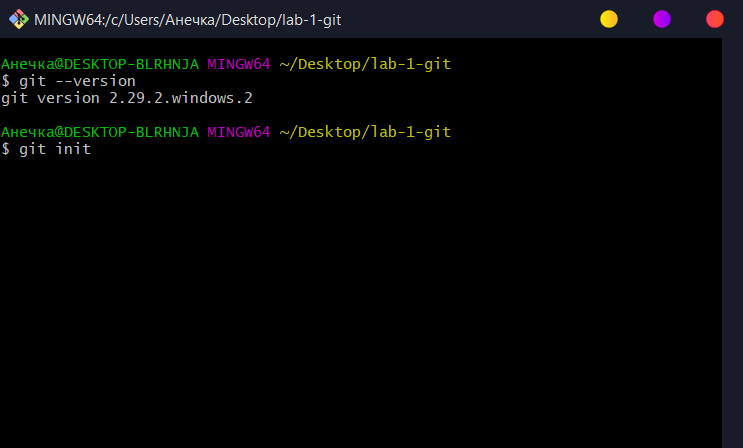 MINGW64:/c/Users/Анечка/Desktop/lab-1-git
Анечка@DESKTOP-BLRHNJA MINGW64 ~/Desktop/lab-1-git
$ git --version
git version 2.29.2.windows.2
Анечка@DESKTOP-BLRHNJA MINGW64 ~/Desktop/lab-1-git
$ git init